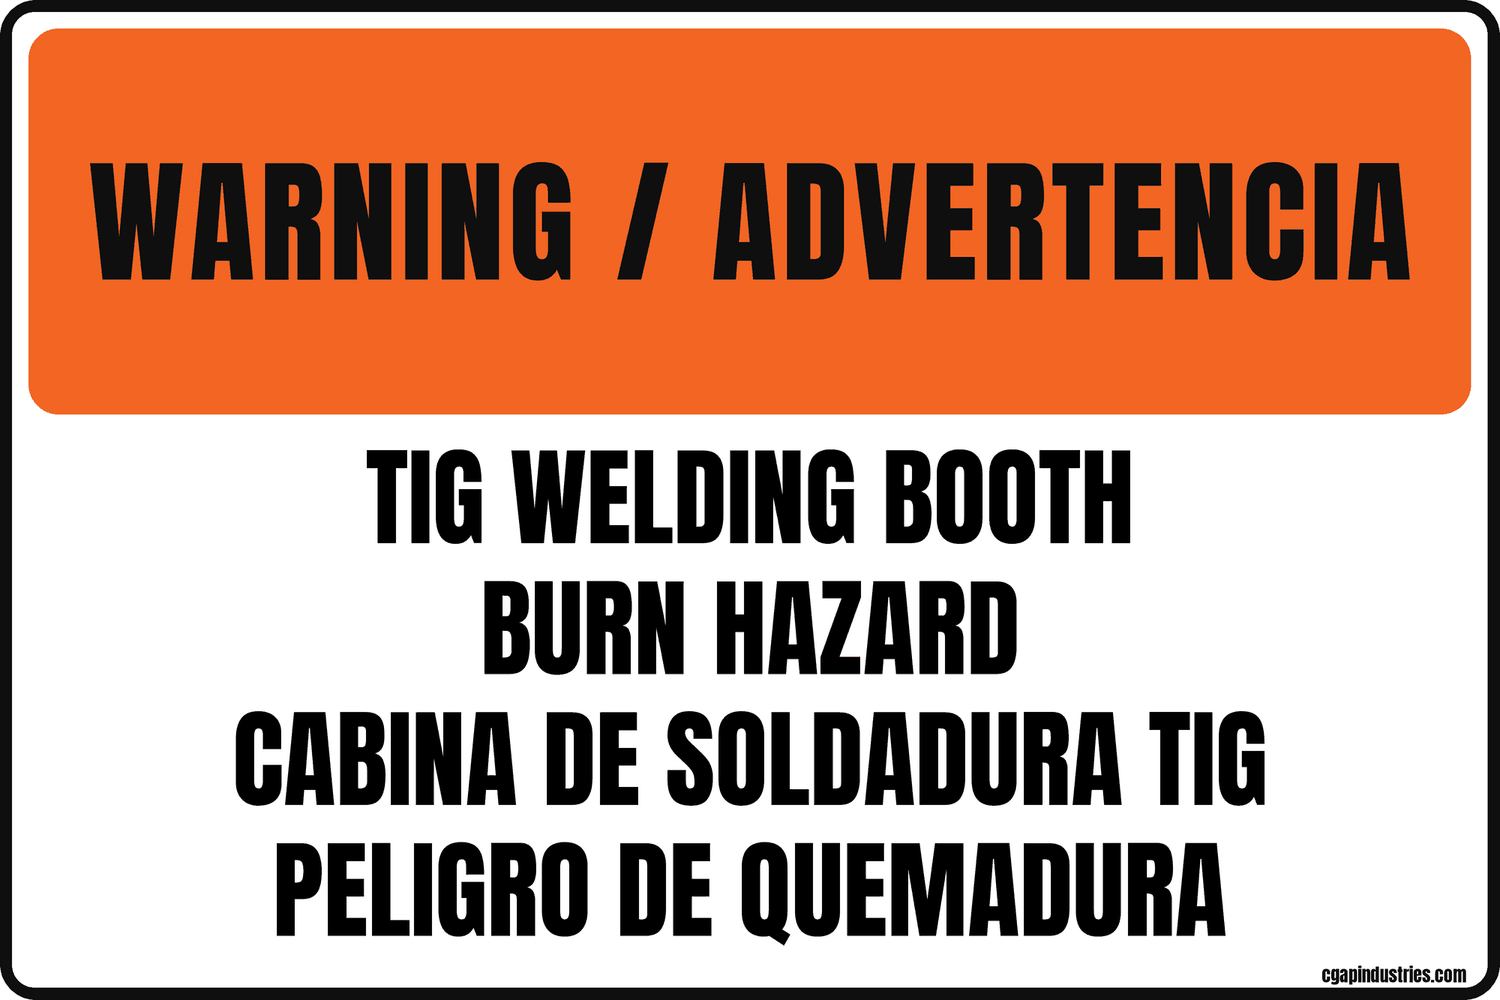 WARNING / ADVERTENCIA
TIG WELDING BOOTH
BURN HAZARD
CABINA DE SOLDADURA TIG
PELIGRO DE QUEMADURA
cgapindustries.com